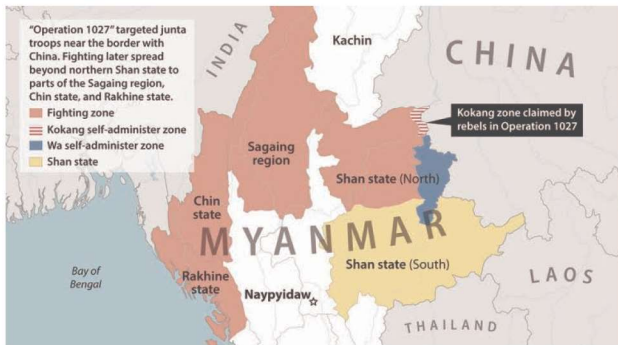 "Operation 1027" targeted junta
troops near the border with
China. Fighting later spread
beyond northern Shan state to
parts of the Sagaing region,
Chin state, and Rakhine state.
Fighting zone
Kokang self-administer zone
Wa self-administer zone
Shan state
INDIA
Kachin
CHINA
Kokang zone claimed by
rebels in Operation 1027
Sagaing
region
Shan state (North)
Chin
state
MYANMAR
Shan state (South)
Bay of
Bengal
Rakhine
state
Naypyidaw
LAOS
THAILAND